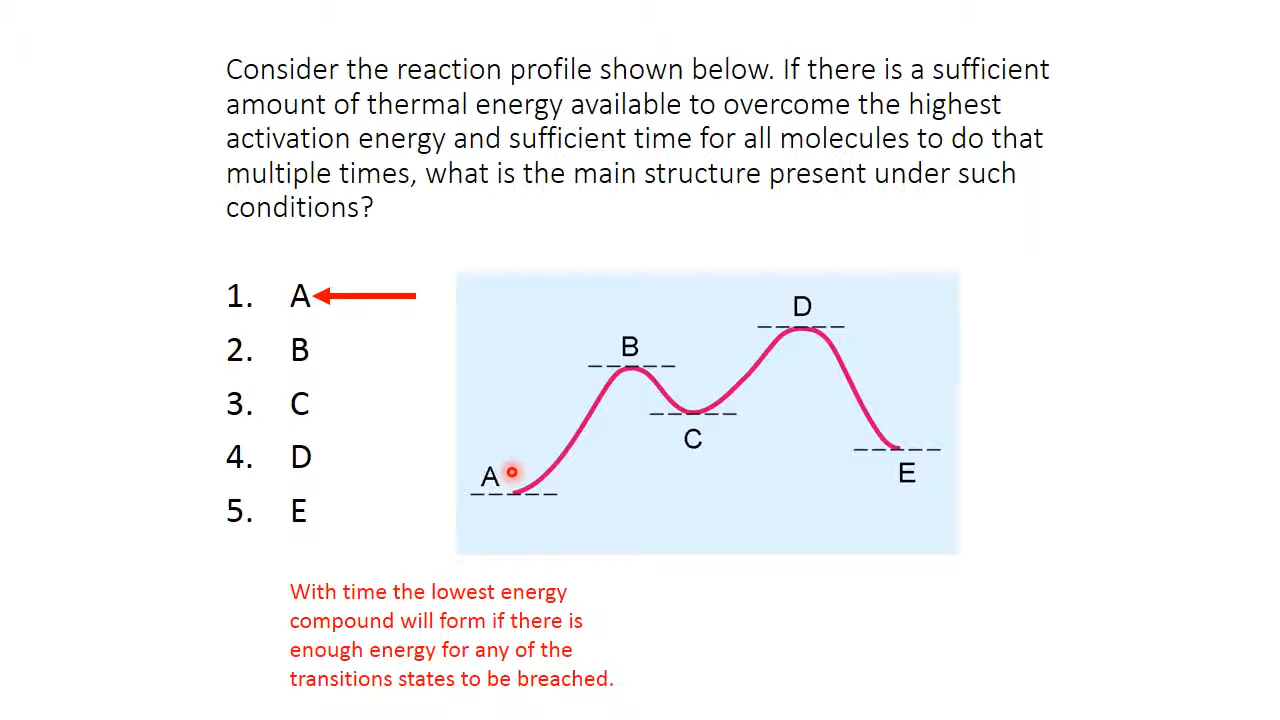 Consider the reaction profile shown below. If there is a sufficient
amount of thermal energy available to overcome the highest
activation energy and sufficient time for all molecules to do that
multiple times, what is the main structure present under such
conditions?
1. A
2. B
3. C
4. D
5. E
D
B
C
A
E
With time the lowest energy
compound will form if there is
enough energy for any of the
transitions states to be breached.